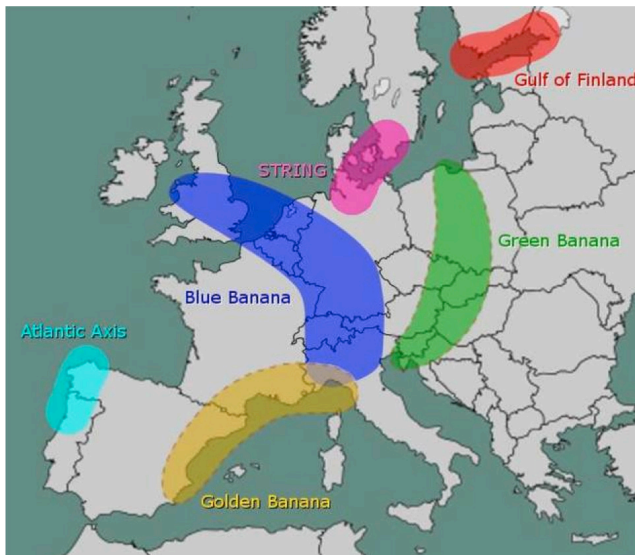 Gulf of Finland
STRING
Green Banana
Blue Banana
Atlantic Axis
Golden Banana